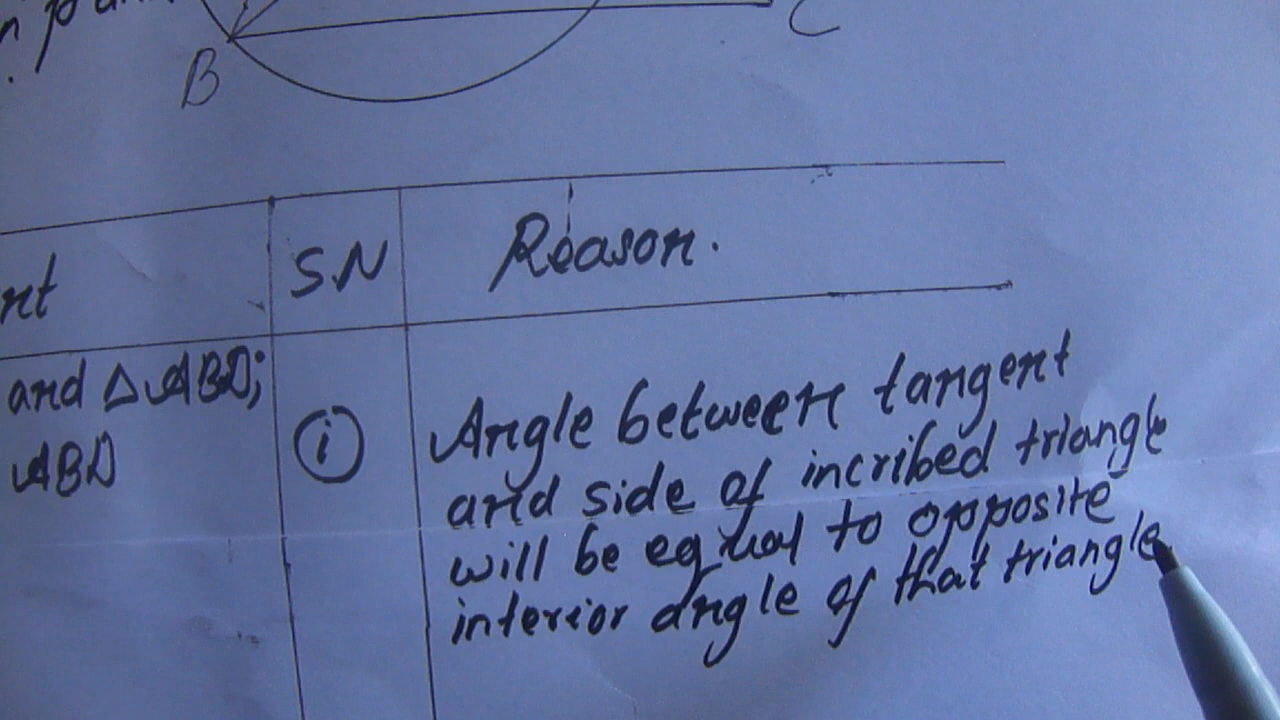 B
C
nt
SN
Reason.
and △ABD;
ABD
i
Angle between tangent
and side of incribed triangle
will be equal to opposite
interior angle of that triangle